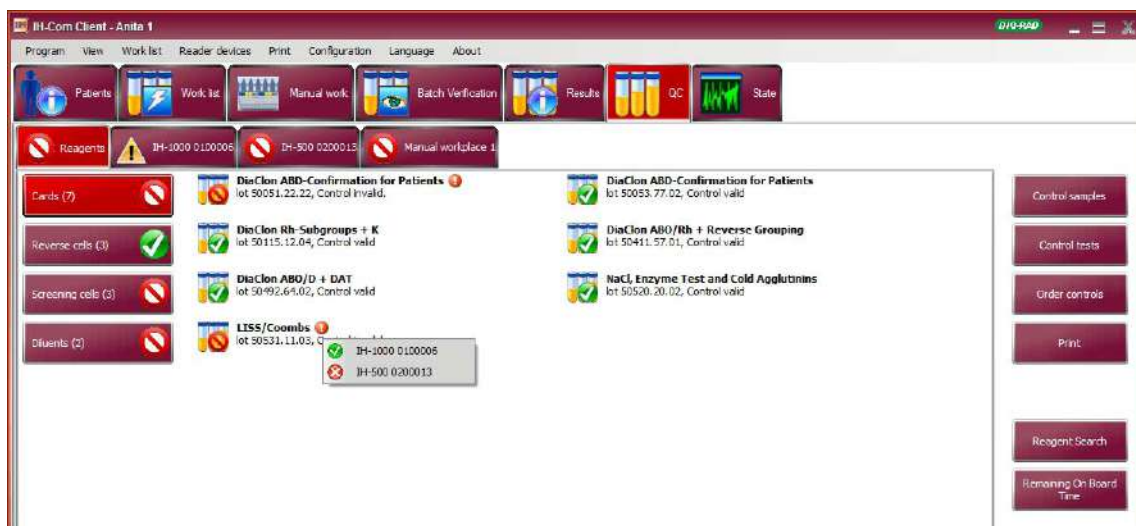 IH-Com Client - Anita 1
BIO-RAD
Program View Work list Reader devices Print Configuration Language About
Patients
Work list
Manual work
Batch Verification
Results
QC
State
Reagents
IH-1000 0100006
IH-500 0200013
Manual workplace 1
Cards (7)
Reverse cells (3)
Screening cells (3)
Diluents (2)
DiaClon ABD-Confirmation for Patients
lot 50051.22.22, Control invalid.
DiaClon ABD-Confirmation for Patients
lot 50053.77.02, Control valid
DiaClon Rh-Subgroups + K
lot 50115.12.04, Control valid
DiaClon ABO/Rh + Reverse Grouping
lot 50411.57.01, Control valid
DiaClon ABO/D + DAT
lot 50492.64.02, Control valid
NaCl, Enzyme Test and Cold Agglutinins
lot 50520.20.02, Control valid
LISS/Coombs
lot 50531.11.03,
IH-1000 0100006
IH-500 0200013
Control samples
Control tests
Order controls
Print
Reagent Search
Remaining On Board
Time